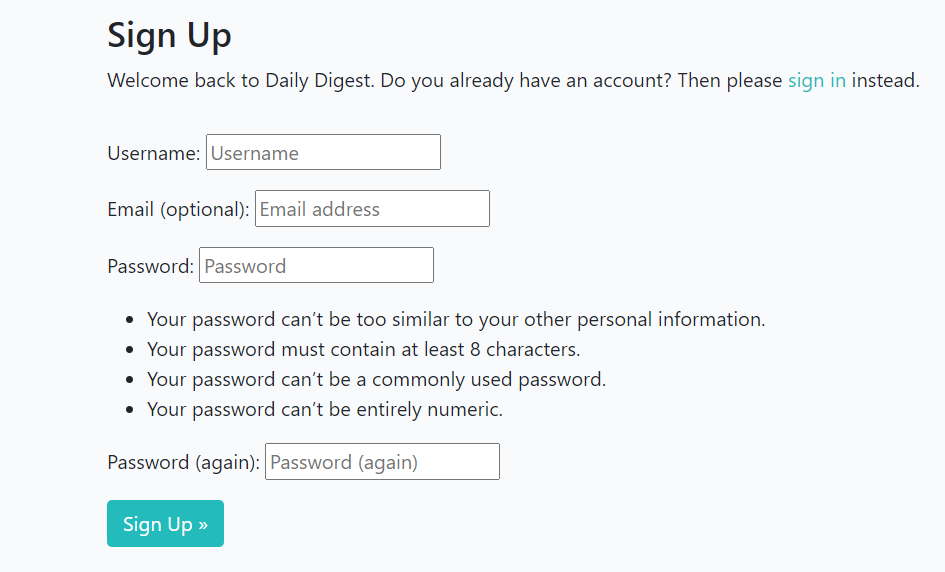 Sign Up
Welcome back to Daily Digest. Do you already have an account? Then please sign in instead.
Username: Username
Email (optional): Email address
Password: Password
• Your password can’t be too similar to your other personal information.
• Your password must contain at least 8 characters.
• Your password can’t be a commonly used password.
• Your password can’t be entirely numeric.
Password (again): Password (again)
Sign Up »